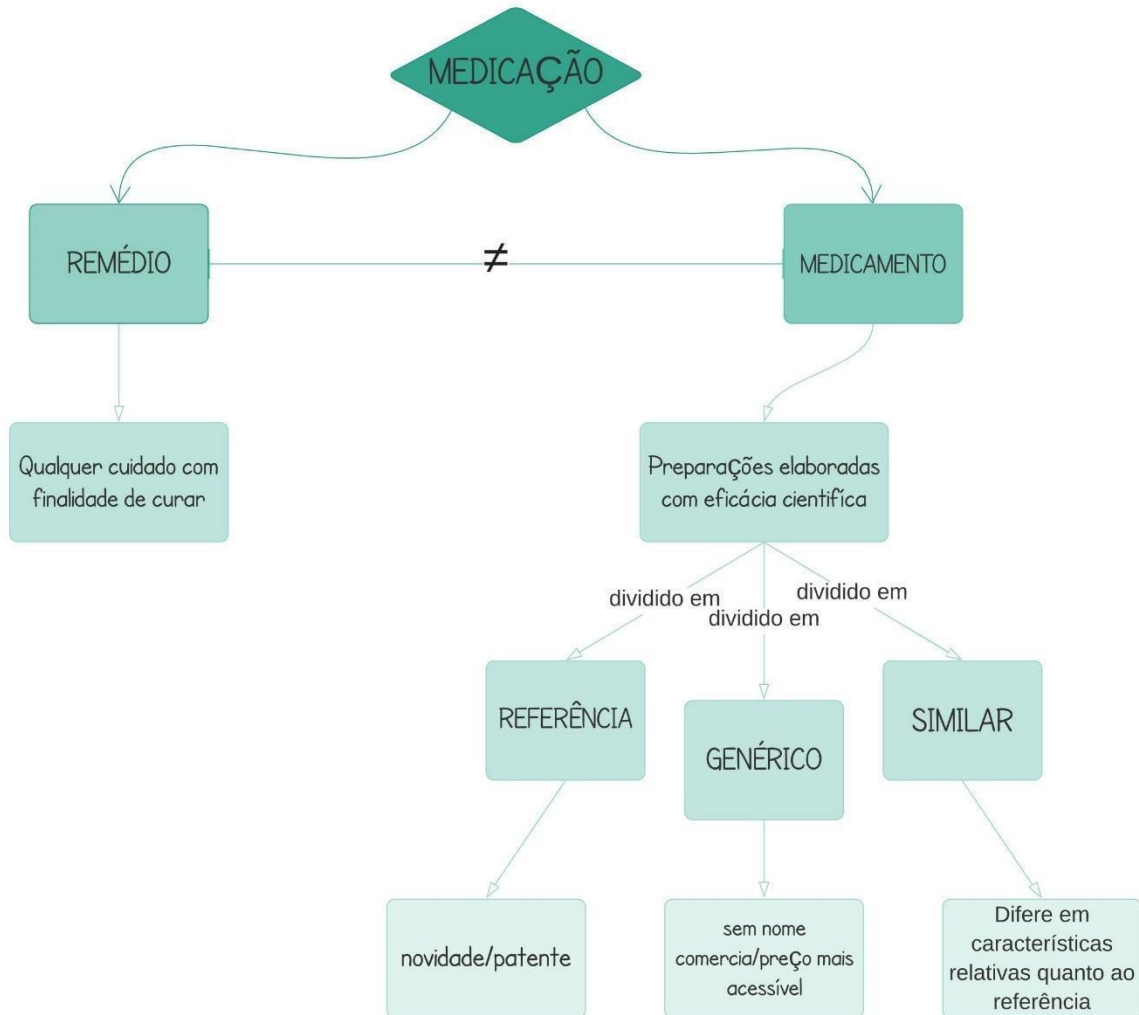 MEDICAÇÃO
REMÉDIO
≠
MEDICAMENTO
Qualquer cuidado com
finalidade de curar
Preparações elaboradas
com eficácia científica
dividido em
dividido em
dividido em
REFERÊNCIA
GENÉRICO
SIMILAR
novidade/patente
sem nome
comercia/preço mais
acessível
Difere em
características
relativas quanto ao
referência